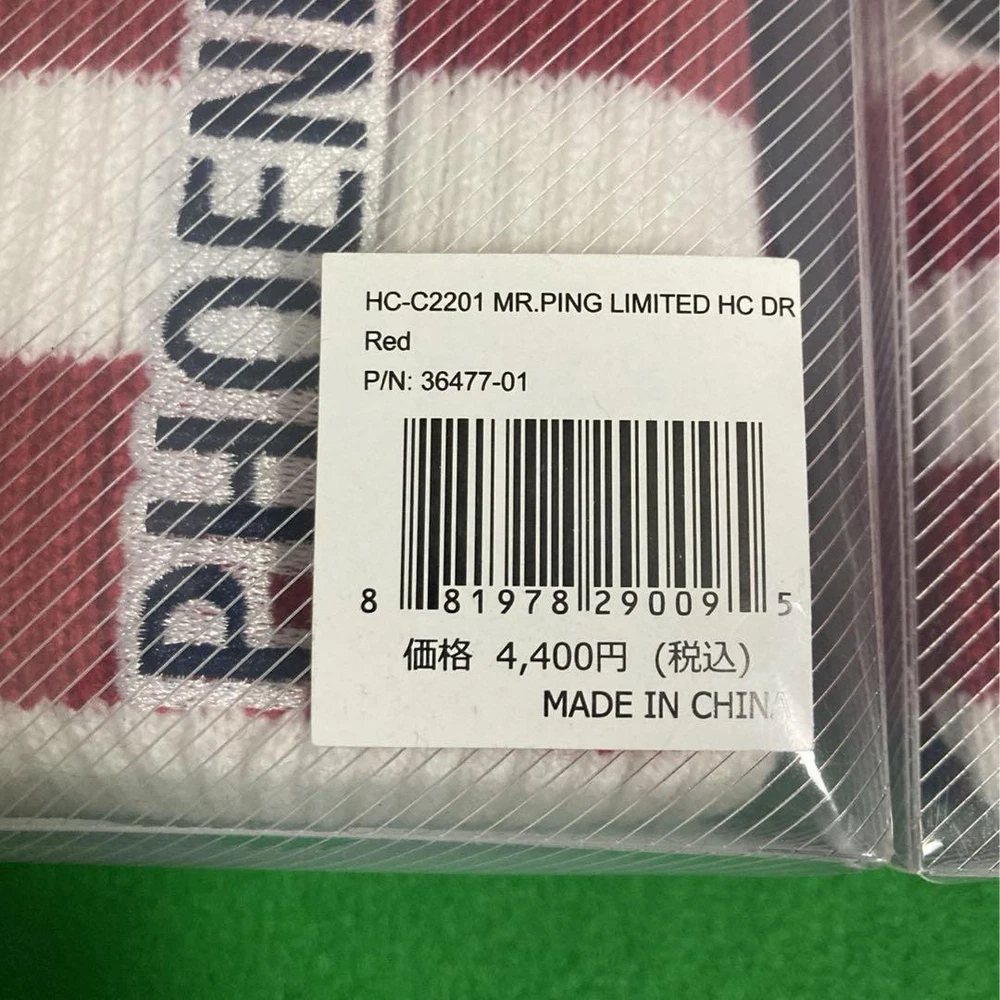 PHOENI
HC-C2201 MR.PING LIMITED HC DR
Red
P/N: 36477-01
8 81978 29009 5
価格 4,400円 (税込)
MADE IN CHINA